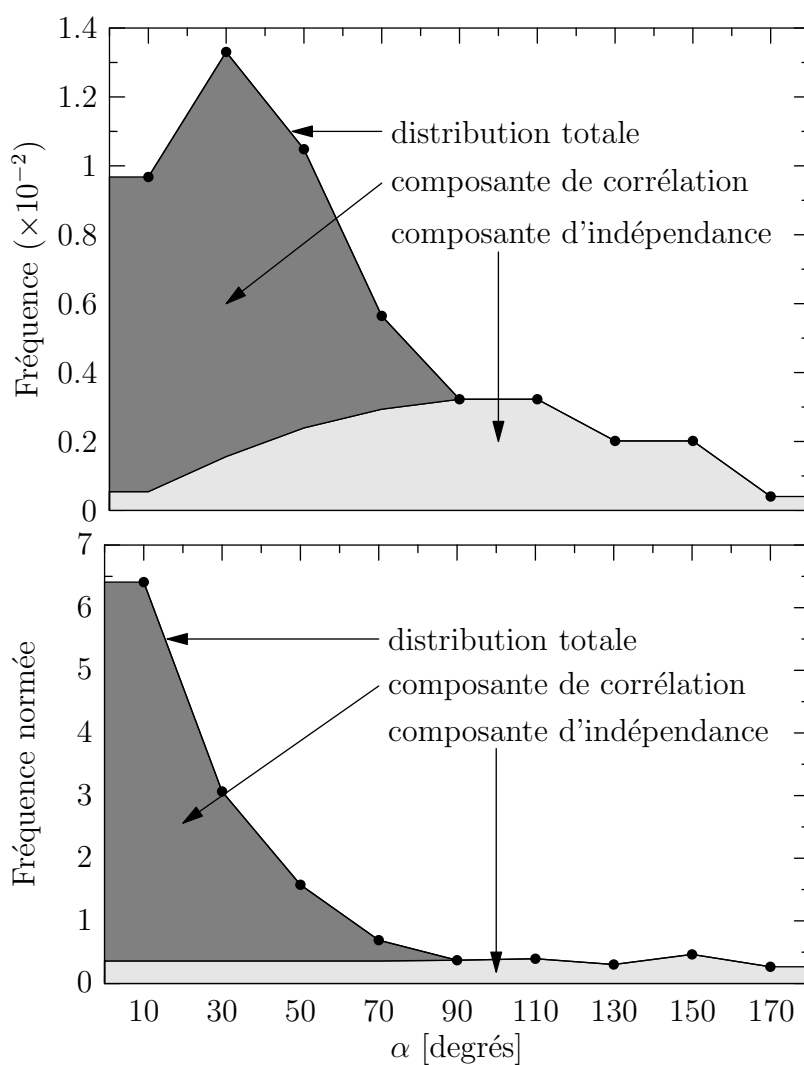 1.4
1.2
1
0.8
0.6
0.4
0.2
0
Fréquence (×10⁻²)
distribution totale
composante de corrélation
composante d'indépendance
7
6
5
4
3
2
1
0
Fréquence normée
distribution totale
composante de corrélation
composante d'indépendance
10 30 50 70 90 110 130 150 170
α [degrés]